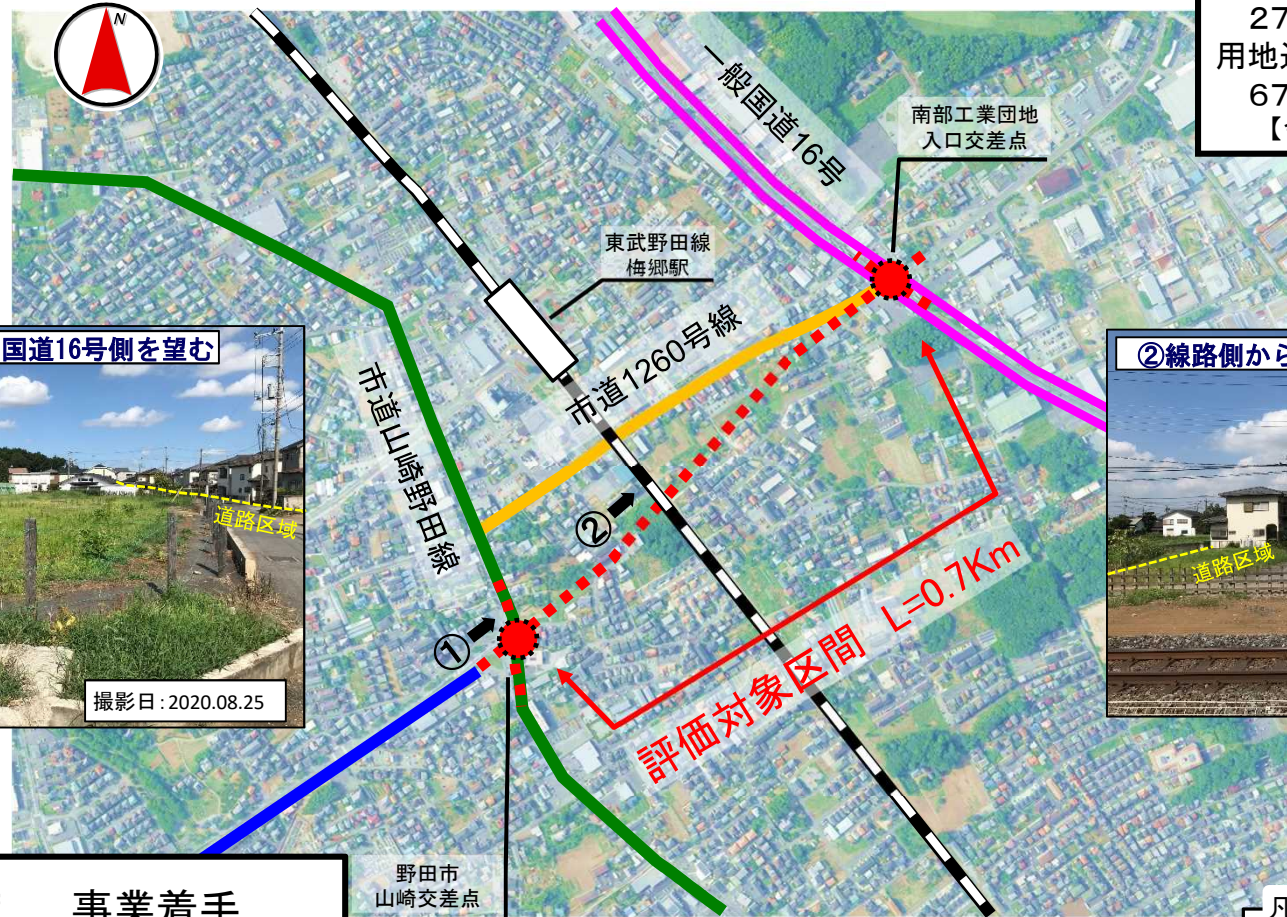 N
27
用地
67
一般国道16号
南部工業団地
入口交差点
東武野田線
梅郷駅
市道1260号線
国道16号側を望む
道路区域
撮影日:2020.08.25
市道山崎野田線
②線路側から
道路区域
②
①
評価対象区間 L=0.7Km
事業着手
野田市
山崎交差点